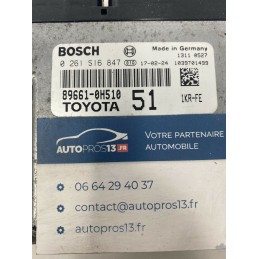 BOSCH
Made in Germany
1311 0527
0 261 S16 847 17-02-24 1039T01499
89661-0H510
TOYOTA 51
1KR-FE
VOTRE PARTENAIRE
AUTOMOBILE
AUTOPROS13.FR
06 64 29 40 37
contact@autopros13.fr
autopros13.fr